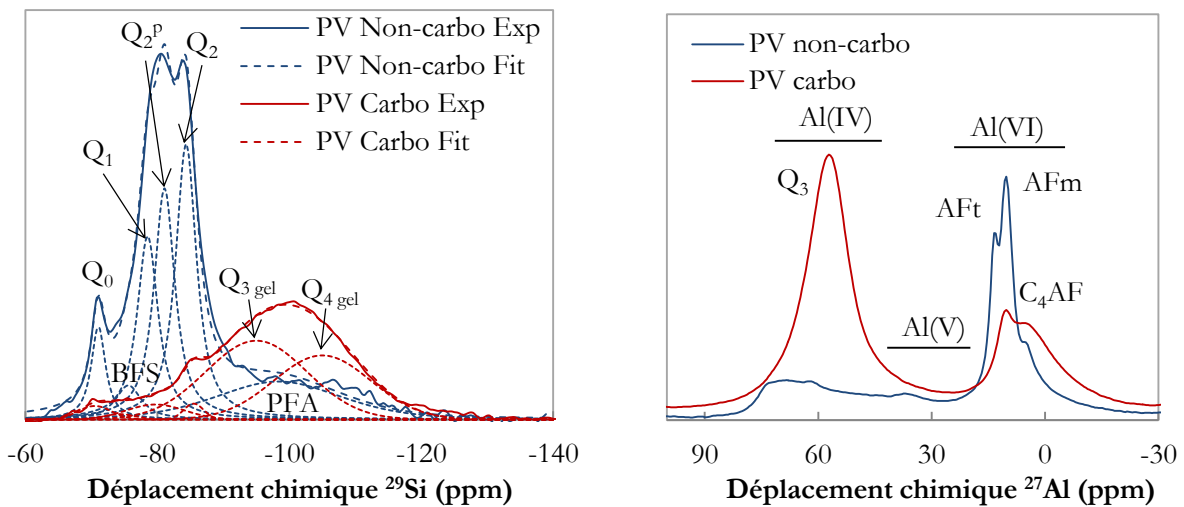 Q2p
Q2
Q1
Q0
BFS
PFA
Q3 gel
Q4 gel
PV Non-carbo Exp
PV Non-carbo Fit
PV Carbo Exp
PV Carbo Fit
-60 -80 -100 -120 -140
Déplacement chimique 29Si (ppm)
PV non-carbo
PV carbo
Al(IV)
Al(VI)
Q3
AFm
AFt
C4AF
Al(V)
90 60 30 0 -30
Déplacement chimique 27Al (ppm)